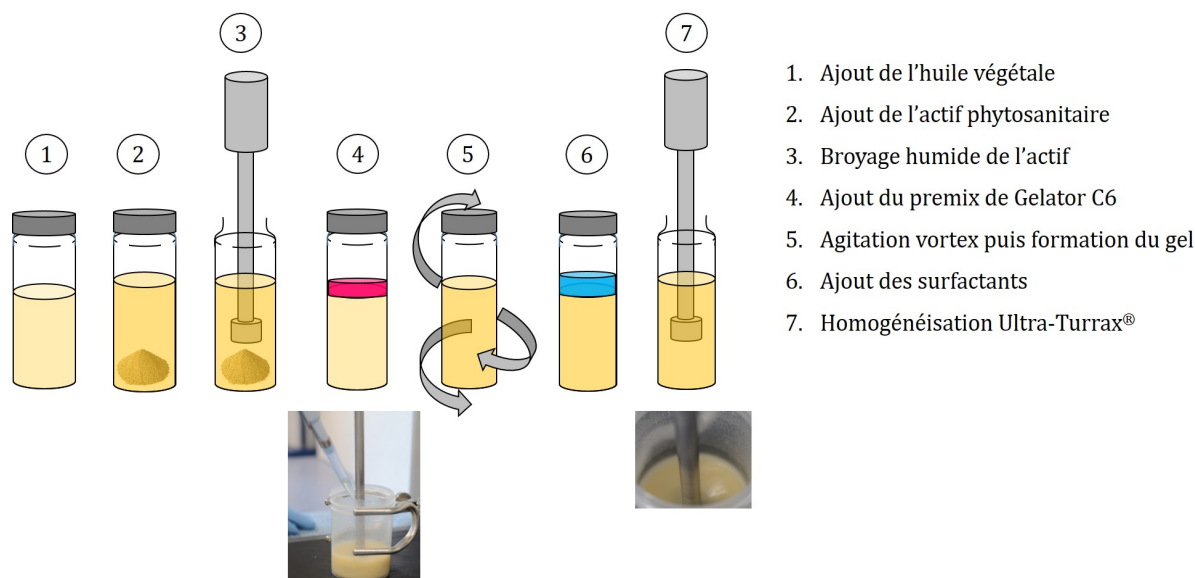 3
7
1
2
4
5
6
1. Ajout de l’huile végétale
2. Ajout de l’actif phytosanitaire
3. Broyage humide de l’actif
4. Ajout du premix de Gelator C6
5. Agitation vortex puis formation du gel
6. Ajout des surfactants
7. Homogénéisation Ultra-Turrax®